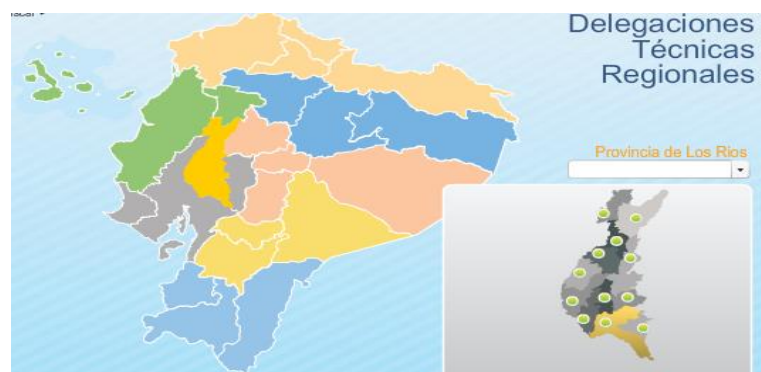 Delegaciones
Técnicas
Regionales
Provincia de Los Rios